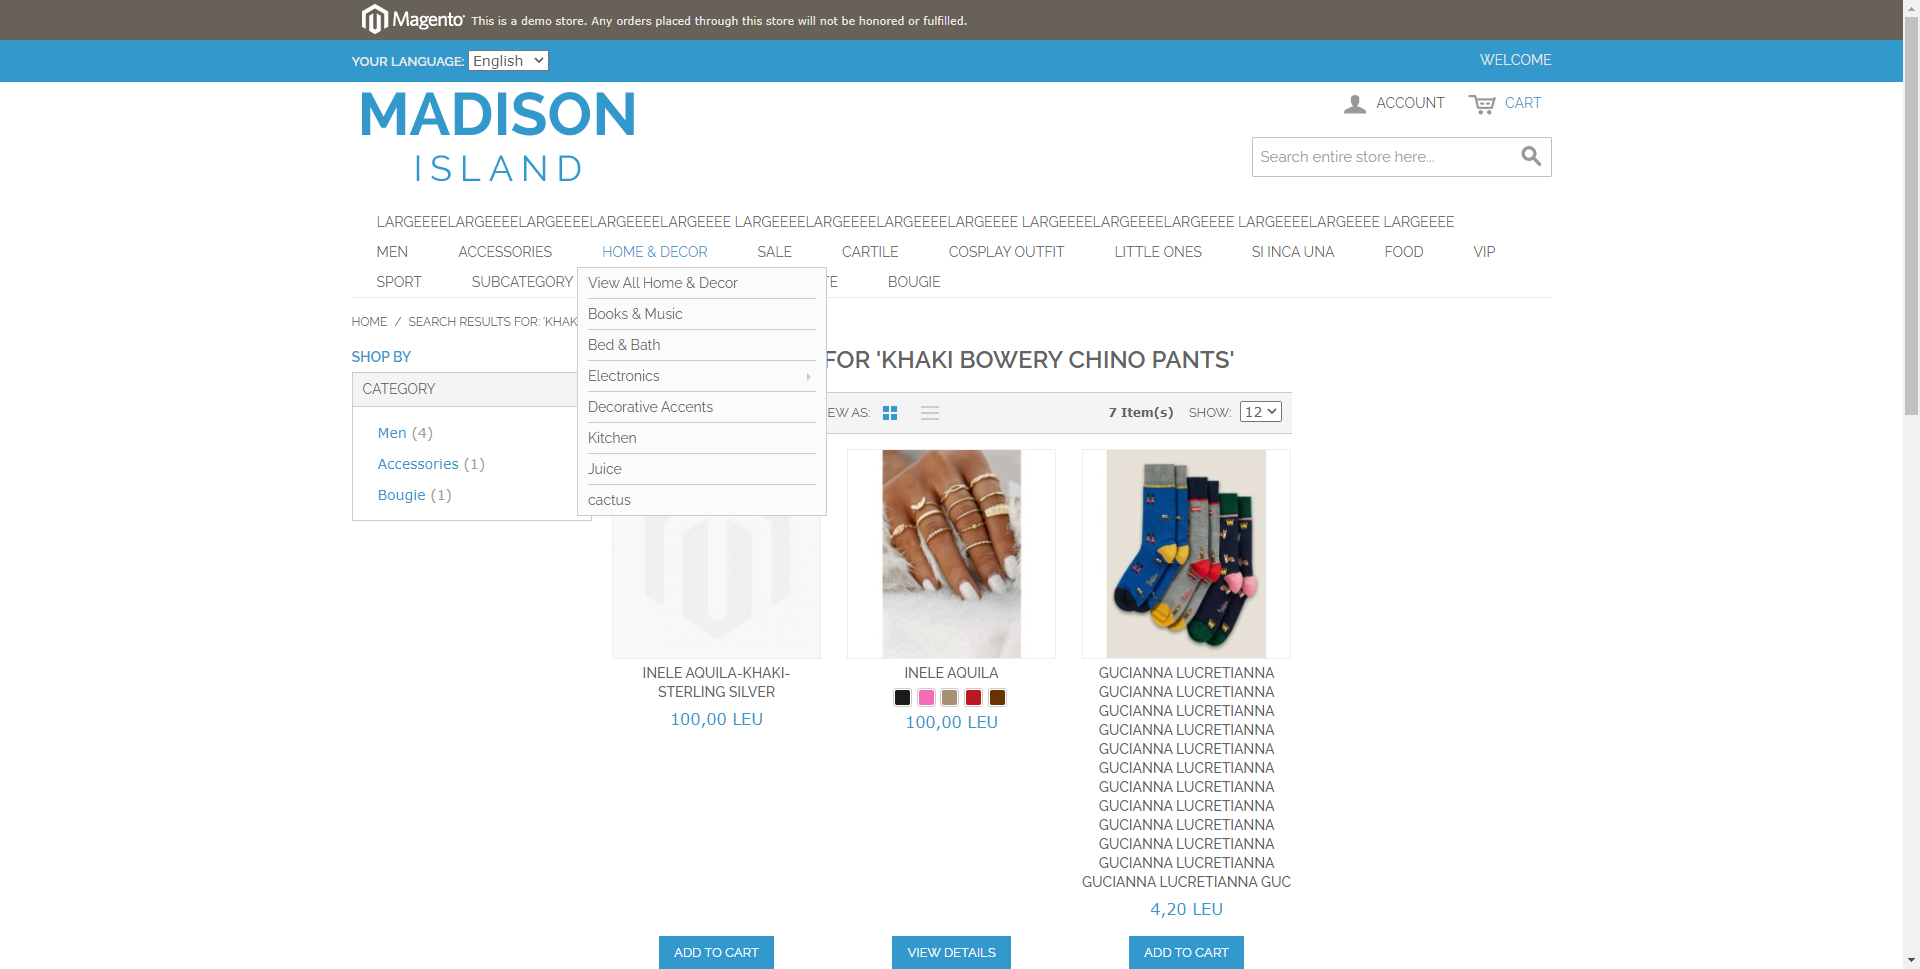 Magento This is a demo store. Any orders placed through this store will not be honored or fulfilled.
YOUR LANGUAGE: English
WELCOME
MADISON
ISLAND
ACCOUNT
CART
Search entire store here...
LARGEEEELARGEEEELARGEEEELARGEEEELARGEEEE LARGEEEELARGEEEELARGEEEELARGEEEE LARGEEEELARGEEEELARGEEEE LARGEEEELARGEEEE LARGEEEE
MEN ACCESSORIES HOME & DECOR SALE CARTILE COSPLAY OUTFIT LITTLE ONES SI INCA UNA FOOD VIP
SPORT SUBCATEGORY TE BOUGIE
View All Home & Decor
Books & Music
Bed & Bath
Electronics
Decorative Accents
Kitchen
Juice
cactus
HOME / SEARCH RESULTS FOR: 'KHAK
SHOP BY
CATEGORY
Men (4)
Accessories (1)
Bougie (1)
FOR 'KHAKI BOWERY CHINO PANTS'
EW AS:
7 Item(s) SHOW: 12
INELE AQUILA-KHAKI-
STERLING SILVER
100,00 LEU
ADD TO CART
INELE AQUILA
100,00 LEU
VIEW DETAILS
GUCIANNA LUCRETIANNA
GUCIANNA LUCRETIANNA
GUCIANNA LUCRETIANNA
GUCIANNA LUCRETIANNA
GUCIANNA LUCRETIANNA
GUCIANNA LUCRETIANNA
GUCIANNA LUCRETIANNA
GUCIANNA LUCRETIANNA
GUCIANNA LUCRETIANNA
GUCIANNA LUCRETIANNA
GUCIANNA LUCRETIANNA
GUCIANNA LUCRETIANNA GUC
4,20 LEU
ADD TO CART